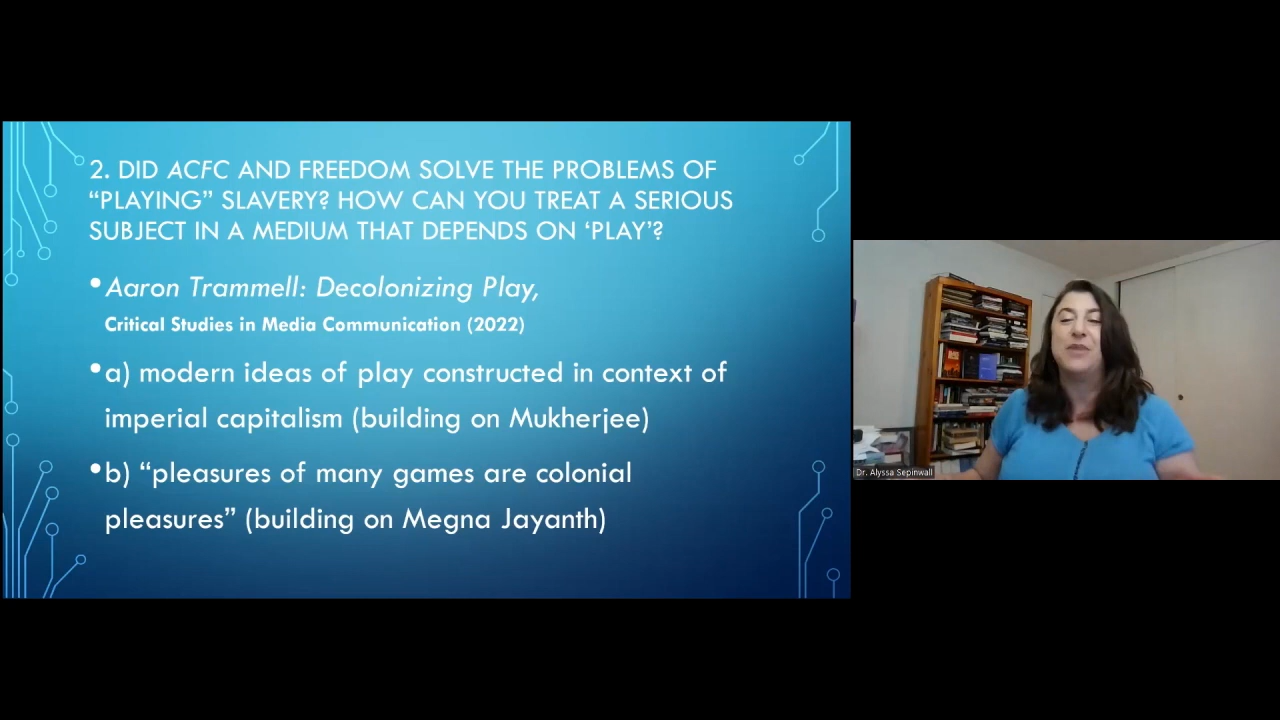 2. DID ACFC AND FREEDOM SOLVE THE PROBLEMS OF
“PLAYING” SLAVERY? HOW CAN YOU TREAT A SERIOUS
SUBJECT IN A MEDIUM THAT DEPENDS ON ‘PLAY’?
•Aaron Trammell: Decolonizing Play,
Critical Studies in Media Communication (2022)
•a) modern ideas of play constructed in context of
imperial capitalism (building on Mukherjee)
•b) “pleasures of many games are colonial
pleasures” (building on Megna Jayanth)
Dr. Alyssa Sepinwall